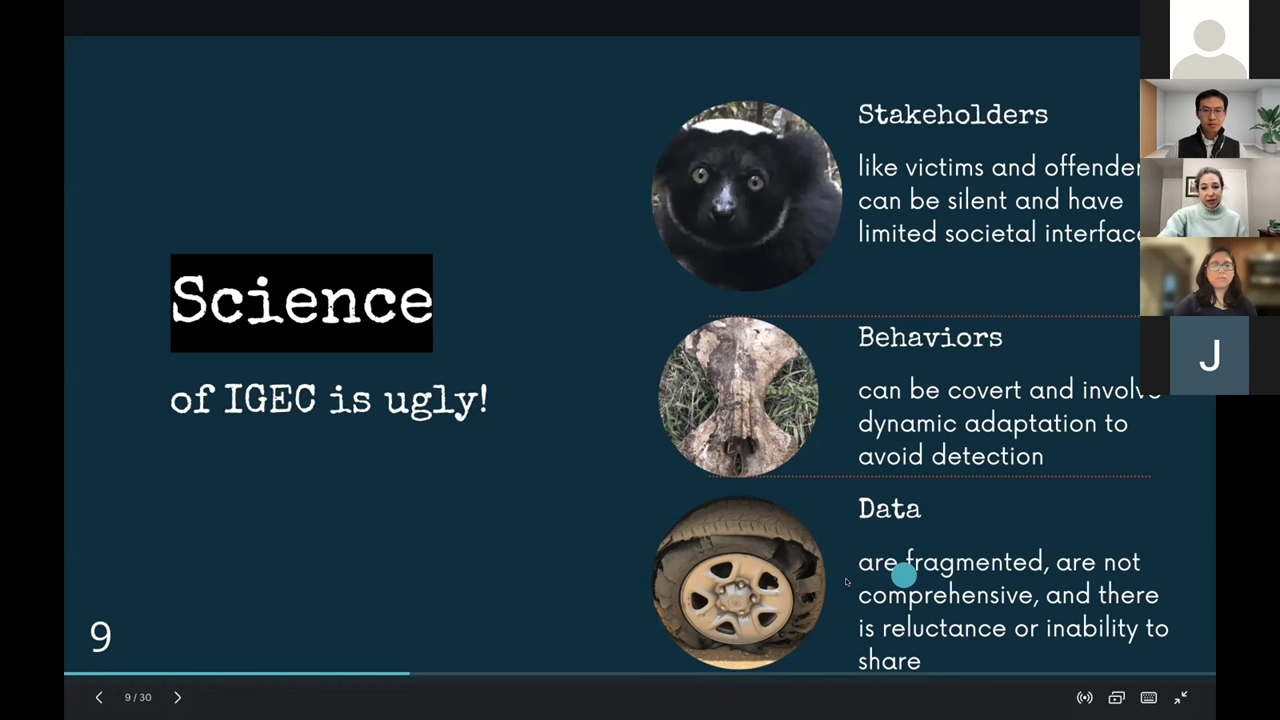 Science
of IGEC is ugly!
Stakeholders
like victims and offender
can be silent and have
limited societal interface
Behaviors
can be covert and involve
dynamic adaptation to
avoid detection
Data
are fragmented, are not
comprehensive, and there
is reluctance or inability to
share
J
9
9 / 30